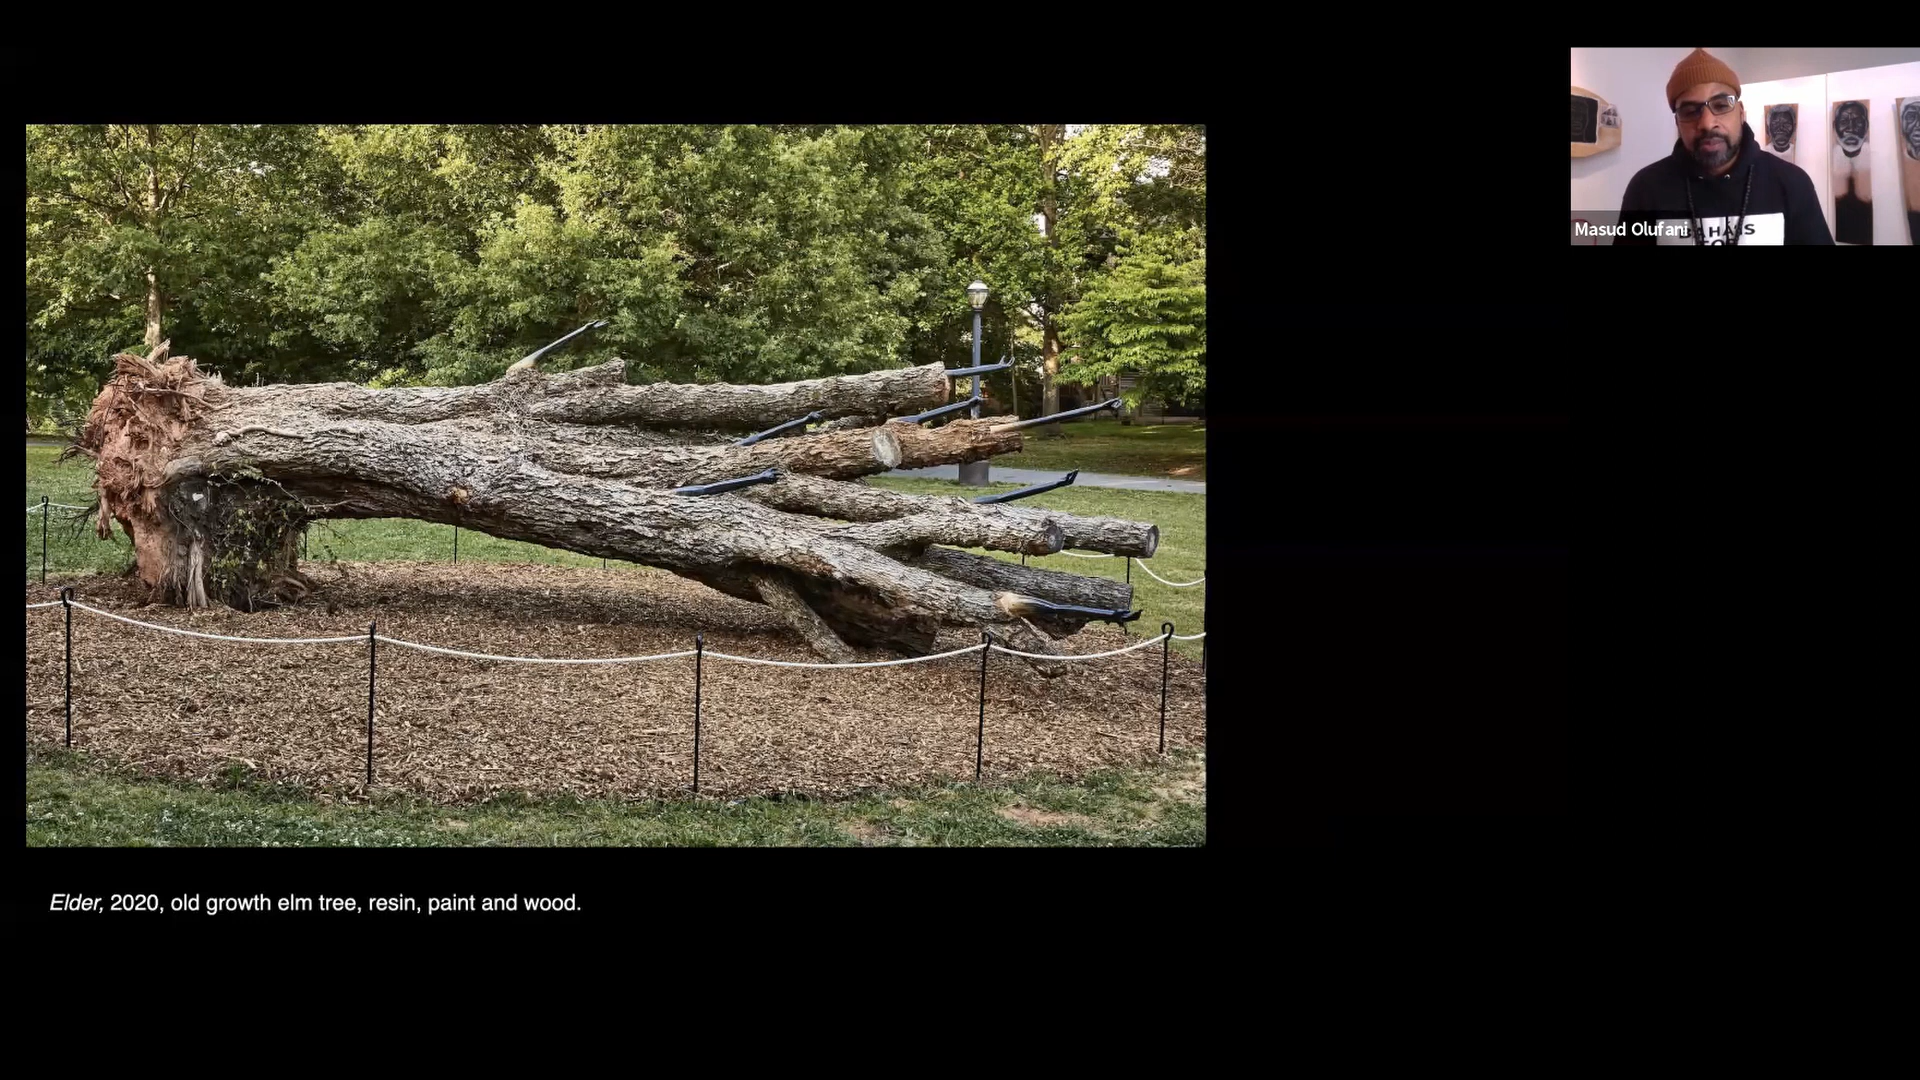 Masud Olufani
Elder, 2020, old growth elm tree, resin, paint and wood.